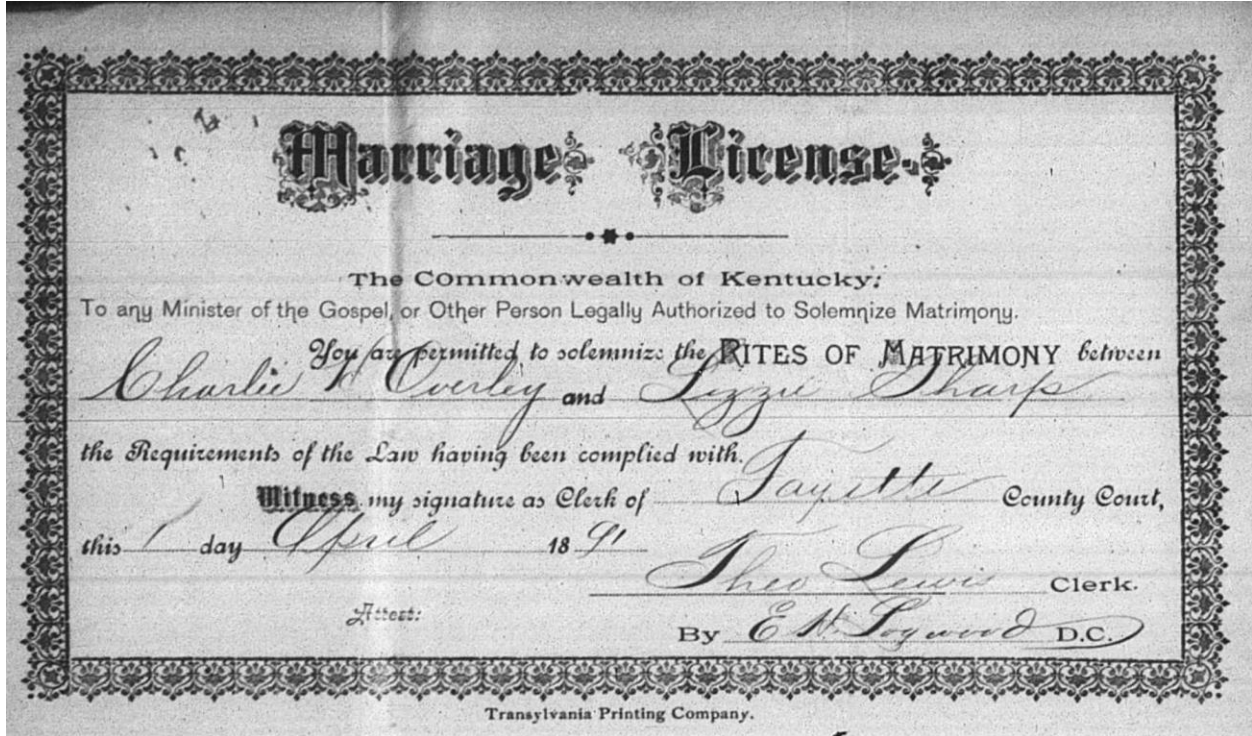 Marriage License.
The Commonwealth of Kentucky:
To any Minister of the Gospel, or Other Person Legally Authorized to Solemnize Matrimony.
You are permitted to solemnize the RITES OF MATRIMONY between
Charlie Overley and Lizzie Sharp
the Requirements of the Law having been complied with.
Witness my signature as Clerk of Fayette County Court,
this 1 day April 1891
Theo Lewis Clerk.
Attest:
By E H Logwood D.C.
Transylvania Printing Company.